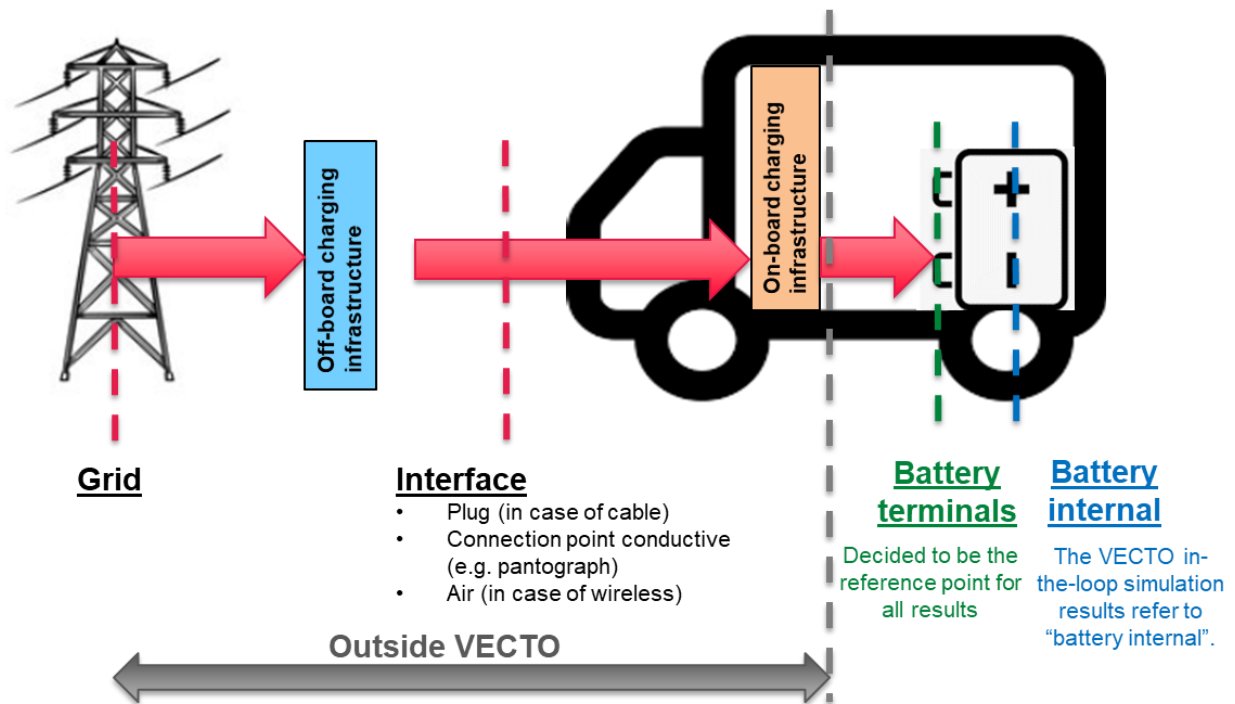 Off-board charging
infrastructure
On-board charging
infrastructure
+
-
Grid
Interface
• Plug (in case of cable)
• Connection point conductive
(e.g. pantograph)
• Air (in case of wireless)
Battery
terminals
Decided to be the
reference point for
all results
Battery
internal
The VECTO in-
the-loop simulation
results refer to
“battery internal”.
Outside VECTO